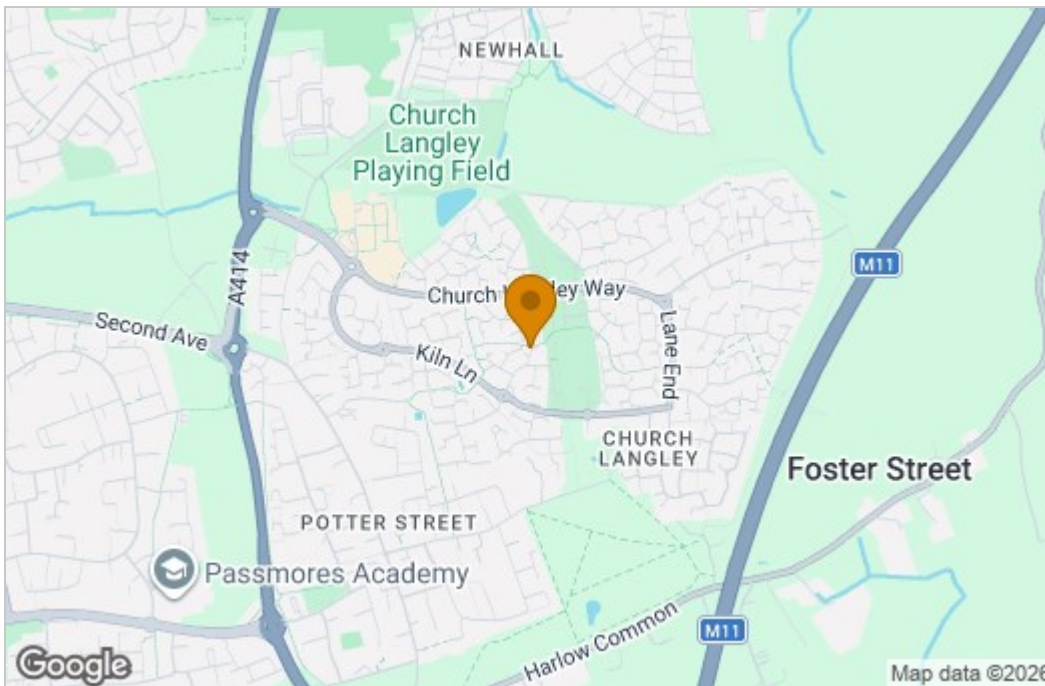 NEWHALL
Church
Langley
Playing Field
M11
A414
Church
Way
Second Ave
Lane End
Kiln Ln
CHURCH
LANGLEY
Foster Street
POTTER STREET
Passmores Academy
Harlow Common
M11
Google
Map data ©2026